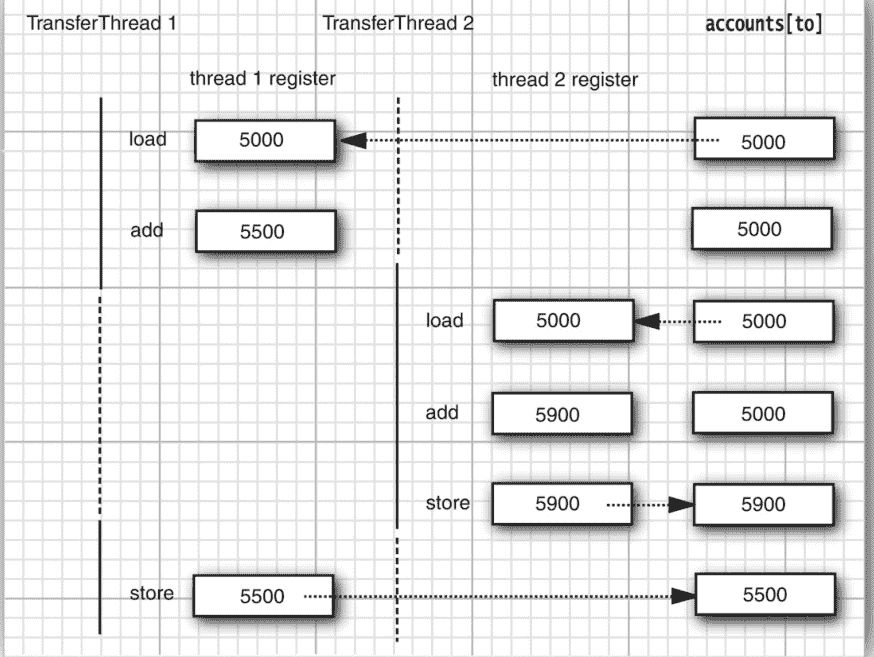 TransferThread 1 TransferThread 2 accounts[to]
thread 1 register thread 2 register
load 5000 5000
add 5500 5000
load 5000 5000
add 5900 5000
store 5900 5900
store 5500 5500